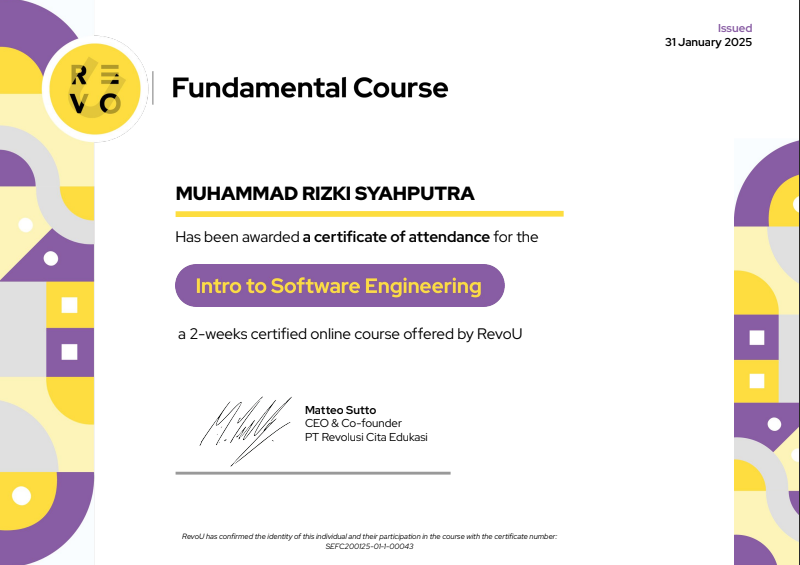 Issued
31 January 2025
R E
V O
Fundamental Course
MUHAMMAD RIZKI SYAHPUTRA
Has been awarded a certificate of attendance for the
Intro to Software Engineering
a 2-weeks certified online course offered by RevoU
Matteo Sutto
CEO & Co-founder
PT Revolusi Cita Edukasi
RevoU has confirmed the identity of this individual and their participation in the course with the certificate number:
SEFC200125-01-1-00043